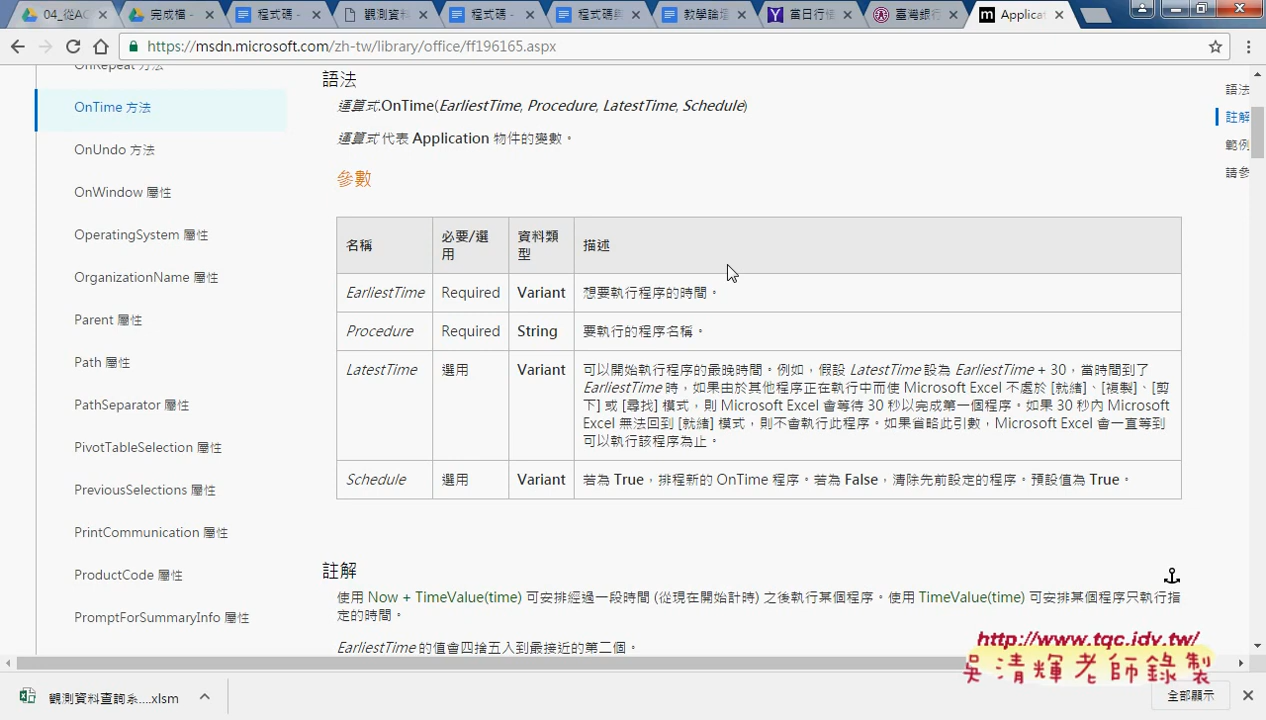 04_從AC
完成檔 -
程式碼 -
觀測資料
程式碼 -
程式碼與
教學論壇
當日行情
臺灣銀行
Applicat
https://msdn.microsoft.com/zh-tw/library/office/ff196165.aspx
OnRepeat 方法
OnTime 方法
OnUndo 方法
OnWindow 屬性
OperatingSystem 屬性
OrganizationName 屬性
Parent 屬性
Path 屬性
PathSeparator 屬性
PivotTableSelection 屬性
PreviousSelections 屬性
PrintCommunication 屬性
ProductCode 屬性
PromptForSummaryInfo 屬性
語法
運算式.OnTime(EarliestTime, Procedure, LatestTime, Schedule)
運算式 代表 Application 物件的變數。
參數
名稱 必要/選用 資料類型 描述
EarliestTime Required Variant 想要執行程序的時間。
Procedure Required String 要執行的程序名稱。
LatestTime 選用 Variant 可以開始執行程序的最晚時間。例如，假設 LatestTime 設為 EarliestTime + 30，當時間到了
EarliestTime 時，如果由於其他程序正在執行中而使 Microsoft Excel 不處於 [就緒]、[複製]、[剪
下] 或 [尋找] 模式，則 Microsoft Excel 會等待 30 秒以完成第一個程序。如果 30 秒內 Microsoft
Excel 無法回到 [就緒] 模式，則不會執行此程序。如果省略此引數，Microsoft Excel 會一直等到
可以執行該程序為止。
Schedule 選用 Variant 若為 True，排程新的 OnTime 程序。若為 False，清除先前設定的程序。預設值為 True。
註解
使用 Now + TimeValue(time) 可安排經過一段時間 (從現在開始計時) 之後執行某個程序。使用 TimeValue(time) 可安排某個程序只執行指
定的時間。
EarliestTime 的值會四捨五入到最接近的第二個。
語法
註解
範例
請參
http://www.tqc.idv.tw/
吳清輝老師錄製
觀測資料查詢系....xlsm
全部顯示